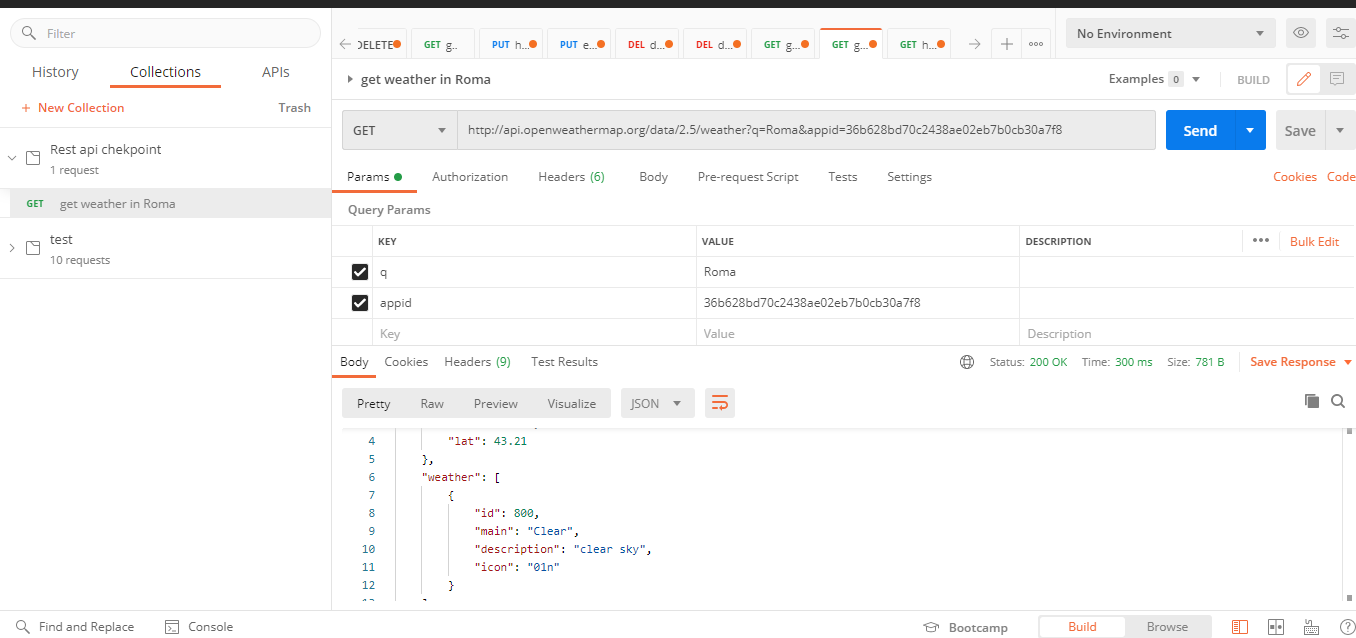 Filter
History Collections APIs
+ New Collection Trash
Rest api chekpoint
1 request
GET get weather in Roma
test
10 requests
DELETE GET g.. PUT h... PUT e... DEL d... DEL d... GET g... GET g... GET h...
No Environment
get weather in Roma
Examples 0 BUILD
GET http://api.openweathermap.org/data/2.5/weather?q=Roma&appid=36b628bd70c2438ae02eb7b0cb30a7f8 Send Save
Params Authorization Headers (6) Body Pre-request Script Tests Settings Cookies Code
Query Params
KEY VALUE DESCRIPTION ••• Bulk Edit
q Roma
appid 36b628bd70c2438ae02eb7b0cb30a7f8
Key Value Description
Body Cookies Headers (9) Test Results Status: 200 OK Time: 300 ms Size: 781 B Save Response
Pretty Raw Preview Visualize JSON
4 "lat": 43.21
5 },
6 "weather": [
7 {
8 "id": 800,
9 "main": "Clear",
10 "description": "clear sky",
11 "icon": "01n"
12 }
Find and Replace Console Bootcamp Build Browse